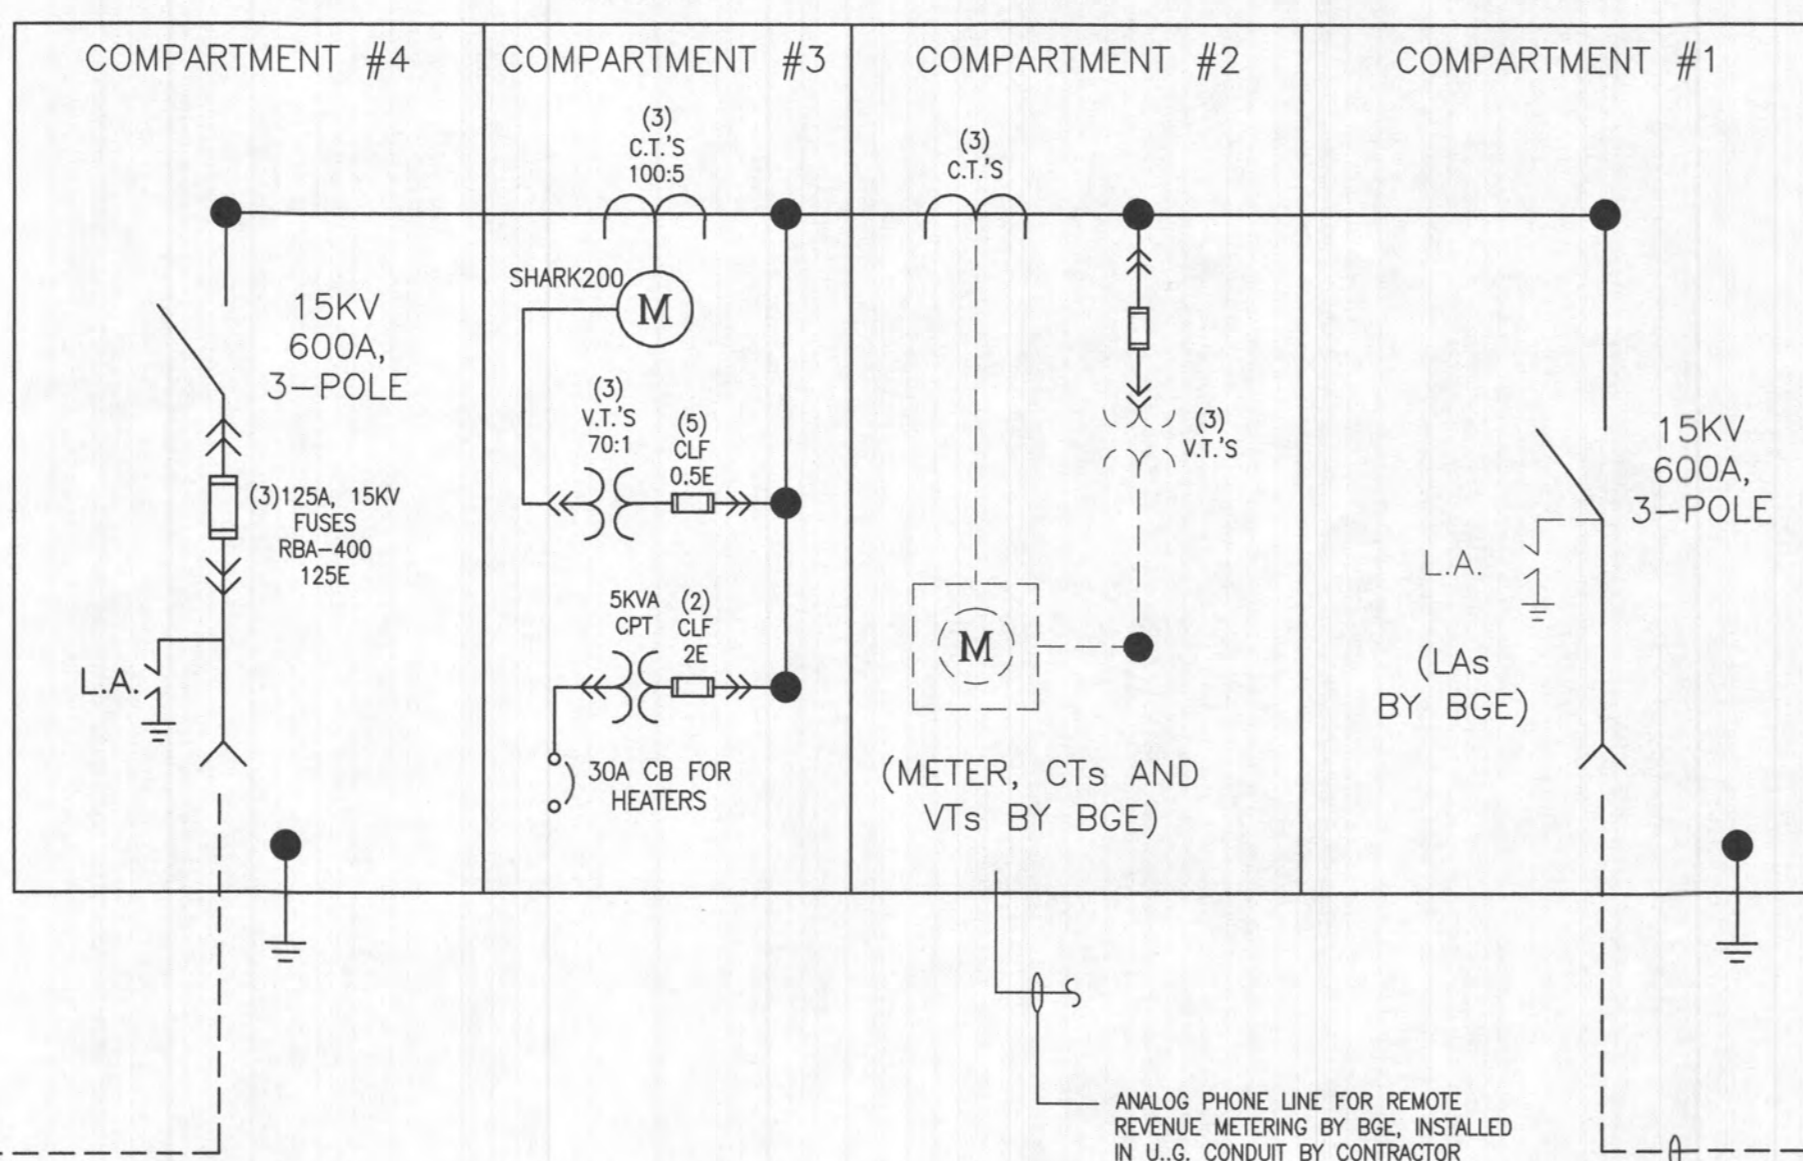 COMPARTMENT #4
COMPARTMENT #3
COMPARTMENT #2
COMPARTMENT #1
15KV
600A,
3-POLE
(3)125A, 15KV
FUSES
RBA-400
125E
L.A.
(3)
C.T.'S
100:5
SHARK200
M
(3)
V.T.'S
70:1
(5)
CLF
0.5E
5KVA
CPT
(2)
CLF
2E
30A CB FOR
HEATERS
(3)
C.T.'S
(3)
V.T.'S
M
(METER, CTs AND
VTs BY BGE)
15KV
600A,
3-POLE
L.A.
(LAs
BY BGE)
ANALOG PHONE LINE FOR REMOTE
REVENUE METERING BY BGE, INSTALLED
IN U..G. CONDUIT BY CONTRACTOR